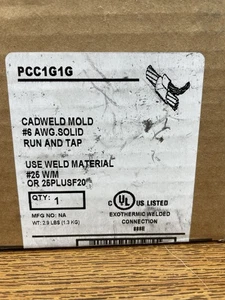 PCC1G1G
CADWELD MOLD
#6 AWG.SOLID
RUN AND TAP
USE WELD MATERIAL
#25 W/M
OR 25PLUSF20
QTY: 1
MFG NO: NA
WT: 2.9 LBS (1.3 KG)
C UL US LISTED
EXOTHERMIC WELDED
CONNECTION